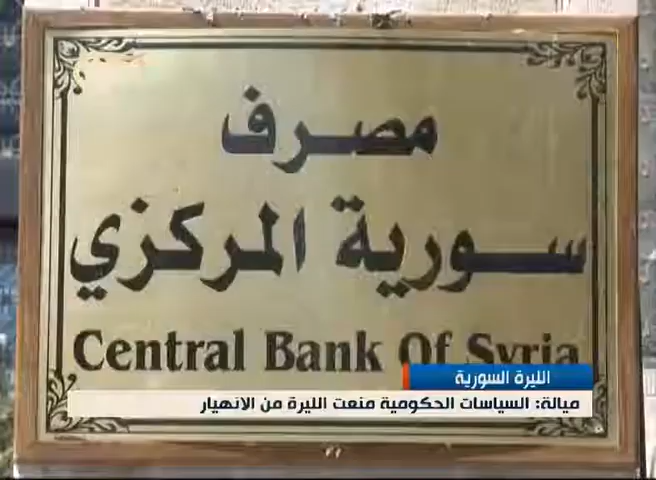 مصرف
سورية المركزي
Central Bank Of Syria
الليرة السورية
ميالة: السياسات الحكومية منعت الليرة من الانهيار